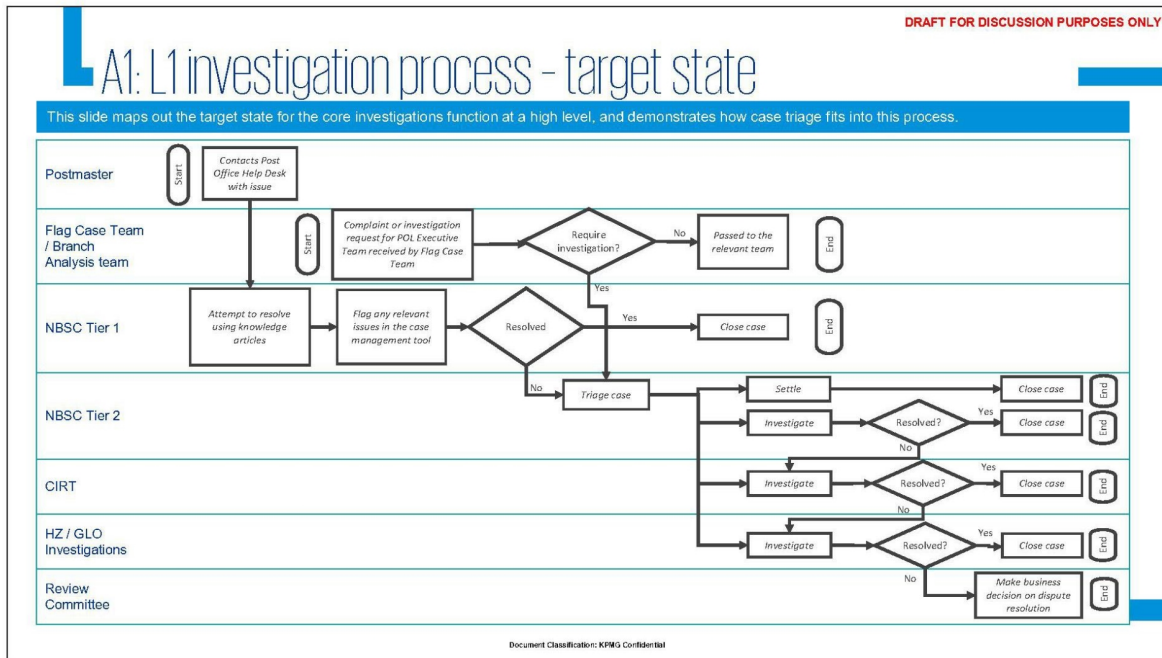 DRAFT FOR DISCUSSION PURPOSES ONLY
A1: L1 investigation process – target state
This slide maps out the target state for the core investigations function at a high level, and demonstrates how case triage fits into this process.
Postmaster
Start
Contacts Post
Office Help Desk
with issue
Flag Case Team
/ Branch
Analysis team
Start
Complaint or investigation
request for POL Executive
Team received by Flag Case
Team
Require
investigation?
No
Passed to the
relevant team
End
Yes
NBSC Tier 1
Attempt to resolve
using knowledge
articles
Flag any relevant
issues in the case
management tool
Resolved
Yes
Close case
End
No
NBSC Tier 2
Triage case
Settle
Close case
End
Investigate
Resolved?
Yes
Close case
End
No
CIRT
Investigate
Resolved?
Yes
Close case
End
No
HZ / GLO
Investigations
Investigate
Resolved?
Yes
Close case
End
No
Review
Committee
Make business
decision on dispute
resolution
End
Document Classification: KPMG Confidential